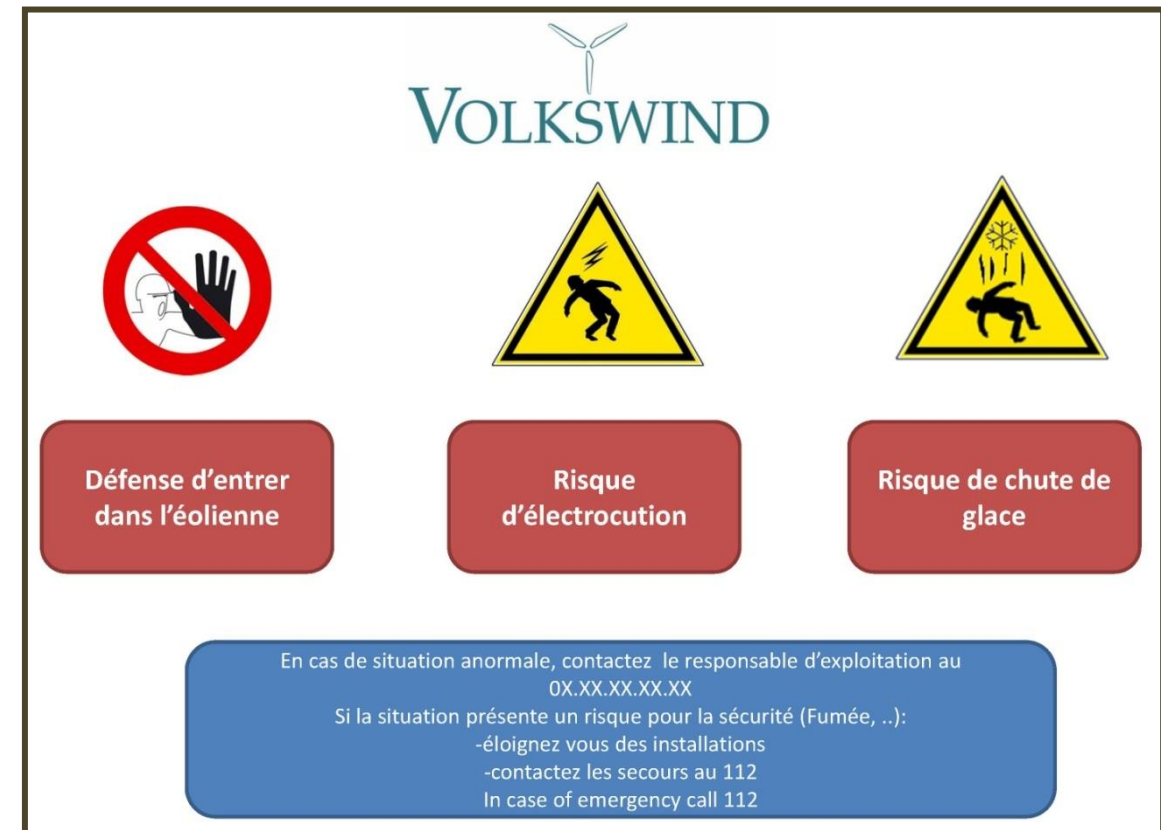 VOLKSWIND
Défense d'entrer
dans l'éolienne
Risque
d'électrocution
Risque de chute de
glace
En cas de situation anormale, contactez le responsable d'exploitation au
0X.XX.XX.XX.XX
Si la situation présente un risque pour la sécurité (Fumée, ..):
-éloignez vous des installations
-contactez les secours au 112
In case of emergency call 112